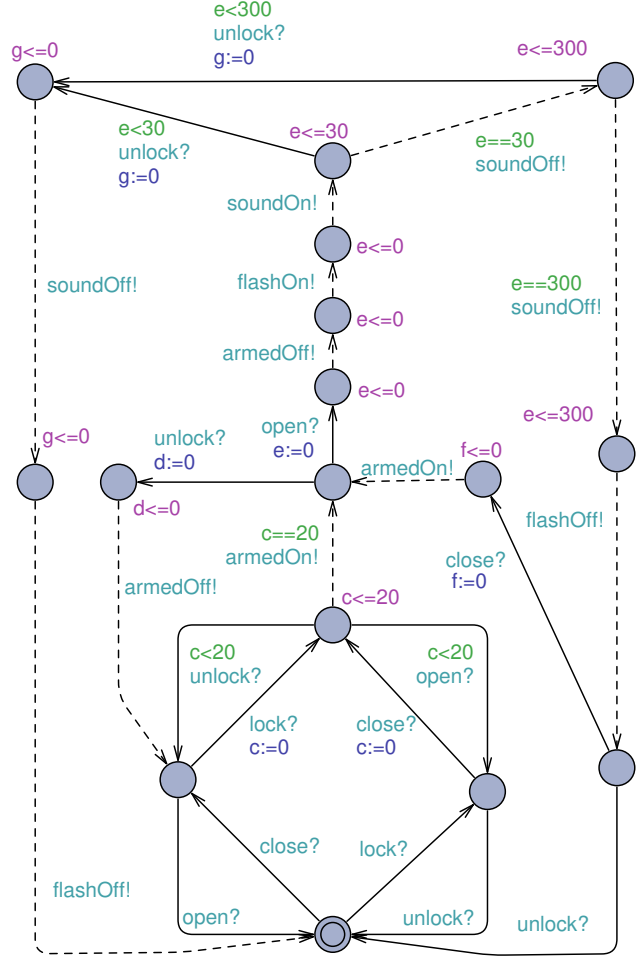 e<300
unlock?
g:=0
g<=0
e<=300
e<30
unlock?
g:=0
e<=30
e==30
soundOff!
soundOn!
e<=0
soundOff!
flashOn!
e==300
soundOff!
e<=0
armedOff!
e<=0
e<=300
g<=0
unlock?
d:=0
open?
e:=0
f<=0
armedOn!
d<=0
flashOff!
c==20
armedOn!
close?
f:=0
armedOff!
c<=20
c<20
unlock?
c<20
open?
lock?
c:=0
close?
c:=0
close?
lock?
flashOff!
open?
unlock?
unlock?